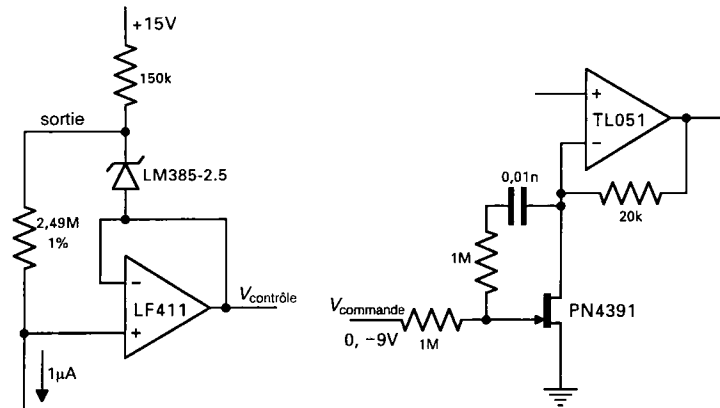 +15V
150k
sortie
LM385-2.5
2,49M
1%
−
LF411
+
V contrôle
1µA
+
TL051
−
0,01n
20k
1M
V commande
0, −9V
1M
PN4391